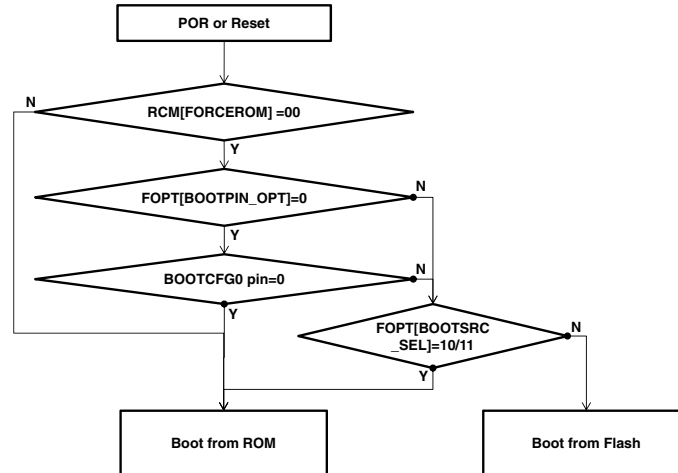 POR or Reset
N
RCM[FORCEROM] =00
Y
N
FOPT[BOOTPIN_OPT]=0
Y
BOOTCFG0 pin=0
N
Y
FOPT[BOOTSRC
_SEL]=10/11
N
Y
Boot from ROM
Boot from Flash